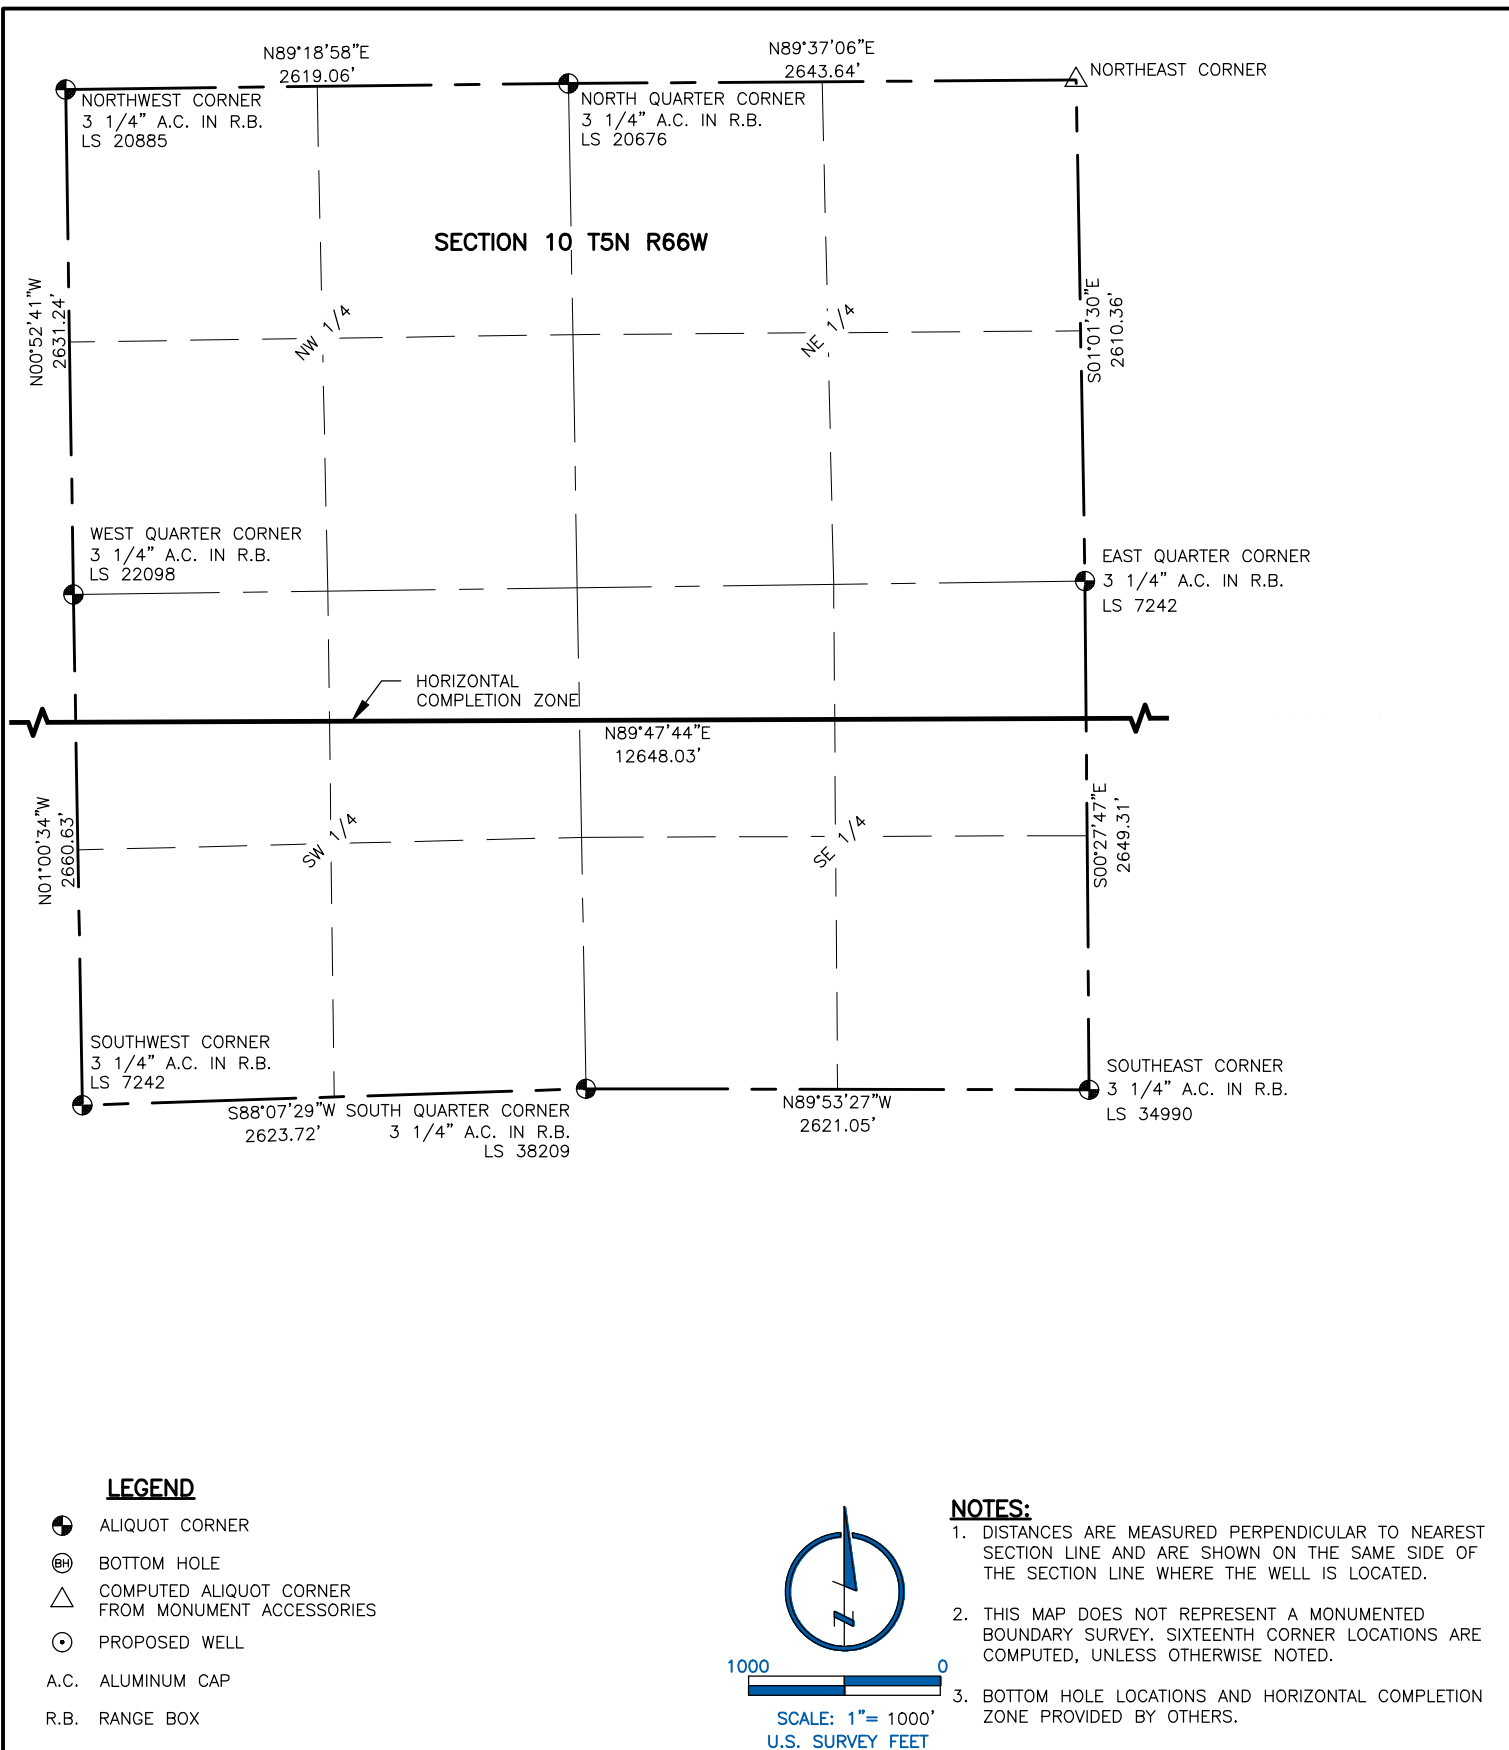 N89°18'58"E
2619.06'
N89°37'06"E
2643.64'
NORTHEAST CORNER
NORTHWEST CORNER
3 1/4" A.C. IN R.B.
LS 20885
NORTH QUARTER CORNER
3 1/4" A.C. IN R.B.
LS 20676
SECTION 10 T5N R66W
N00°52'41"W
2631.24'
NW 1/4
NE 1/4
S01°01'30"E
2610.36'
WEST QUARTER CORNER
3 1/4" A.C. IN R.B.
LS 22098
EAST QUARTER CORNER
3 1/4" A.C. IN R.B.
LS 7242
HORIZONTAL
COMPLETION ZONE
N89°47'44"E
12648.03'
N01°00'34"W
2660.63'
SW 1/4
SE 1/4
S00°27'47"E
2649.31'
SOUTHWEST CORNER
3 1/4" A.C. IN R.B.
LS 7242
S88°07'29"W
2623.72'
SOUTH QUARTER CORNER
3 1/4" A.C. IN R.B.
LS 38209
N89°53'27"W
2621.05'
SOUTHEAST CORNER
3 1/4" A.C. IN R.B.
LS 34990
LEGEND
ALIQUOT CORNER
BH BOTTOM HOLE
COMPUTED ALIQUOT CORNER
FROM MONUMENT ACCESSORIES
PROPOSED WELL
A.C. ALUMINUM CAP
R.B. RANGE BOX
N
1000 0
SCALE: 1"= 1000'
U.S. SURVEY FEET
NOTES:
1. DISTANCES ARE MEASURED PERPENDICULAR TO NEAREST
SECTION LINE AND ARE SHOWN ON THE SAME SIDE OF
THE SECTION LINE WHERE THE WELL IS LOCATED.
2. THIS MAP DOES NOT REPRESENT A MONUMENTED
BOUNDARY SURVEY. SIXTEENTH CORNER LOCATIONS ARE
COMPUTED, UNLESS OTHERWISE NOTED.
3. BOTTOM HOLE LOCATIONS AND HORIZONTAL COMPLETION
ZONE PROVIDED BY OTHERS.